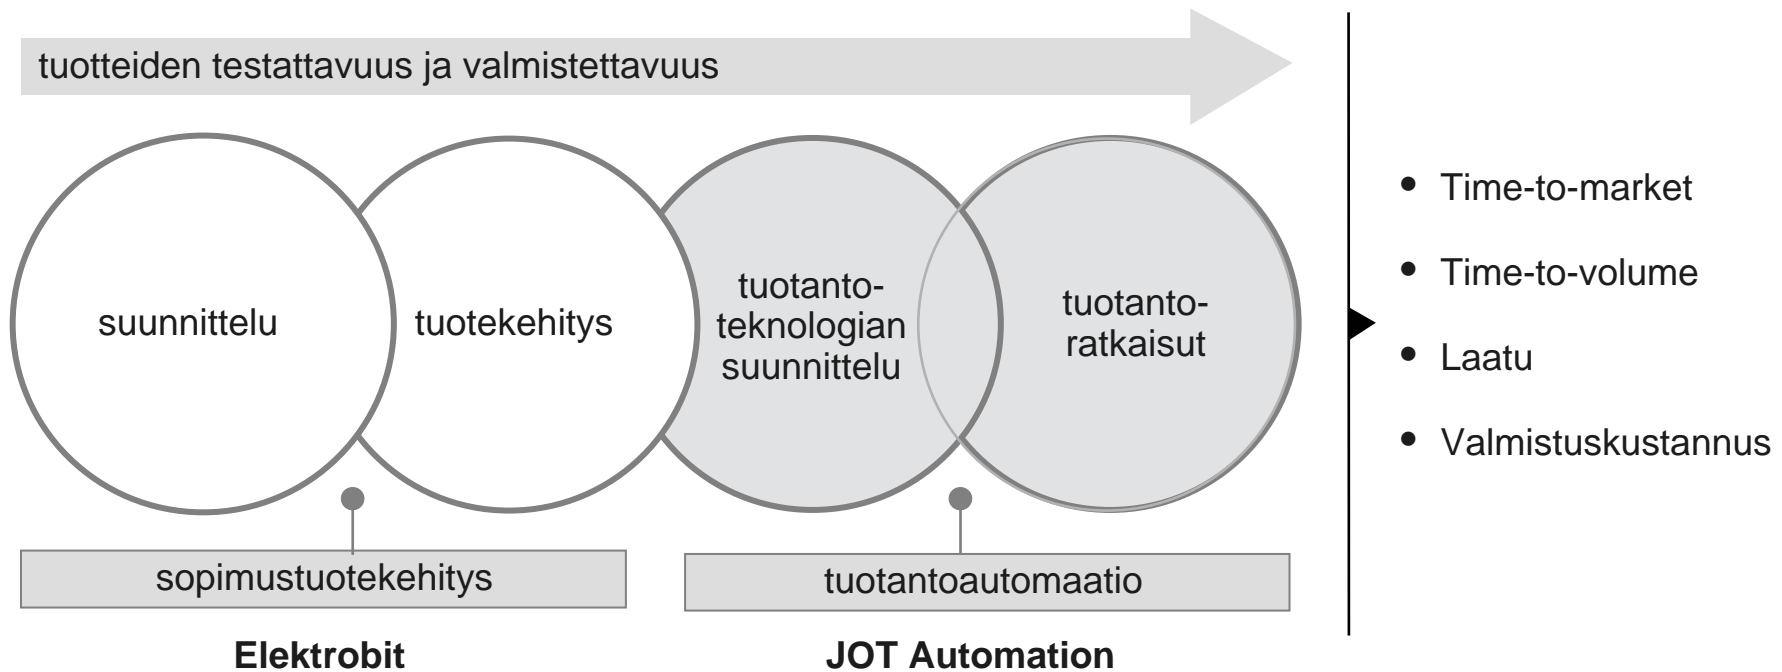 tuotteiden testattavuus ja valmistettavuus
suunnittelu
tuotekehitys
tuotanto-
teknologian
suunnittelu
tuotanto-
ratkaisut
sopimustuotekehitys
tuotantoautomaatio
Elektrobit
JOT Automation
• Time-to-market
• Time-to-volume
• Laatu
• Valmistuskustannus